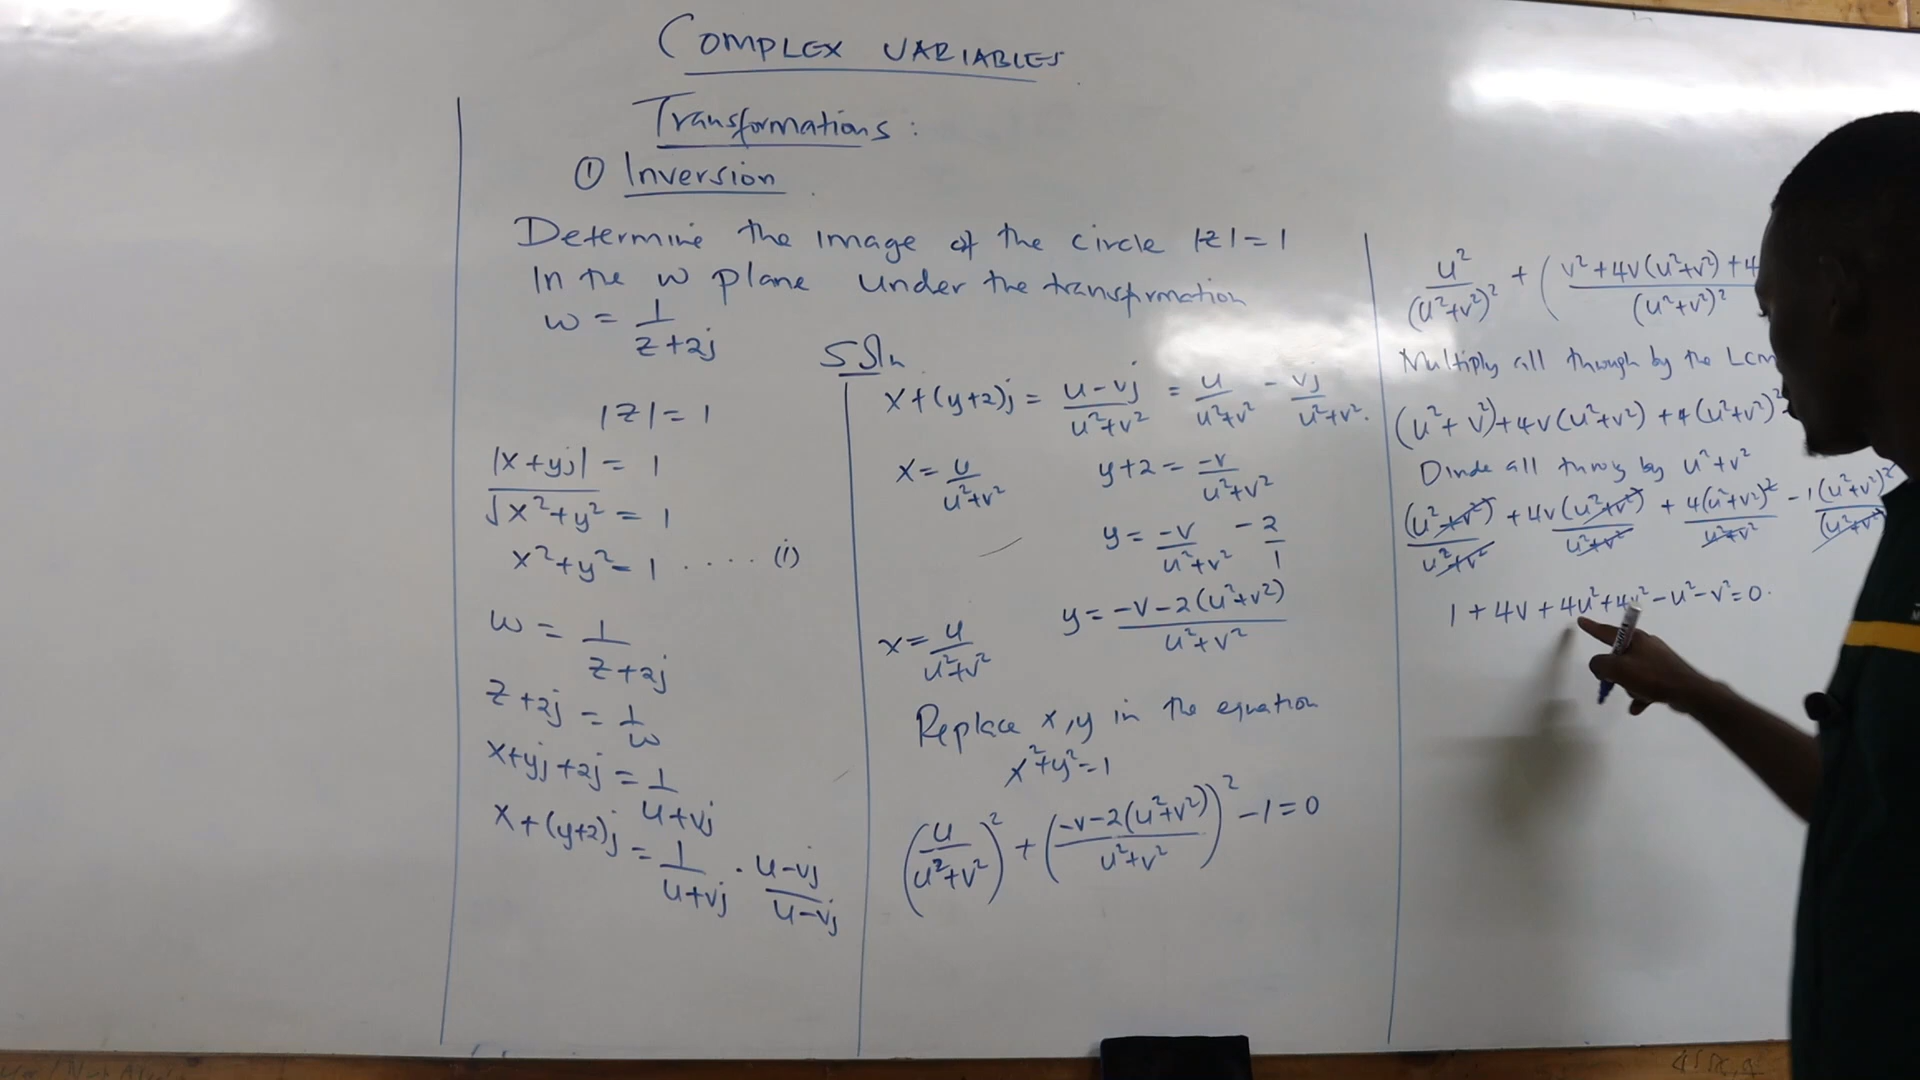 COMPLEX VARIABLES
Transformations:
① Inversion
Determine the image of the circle |z| = 1
In the w plane under the transfrmation
w = 1/(z+2j)
Soln
|z| = 1
|x+yj| = 1
√x²+y² = 1
x²+y² = 1 .... (i)
w = 1/(z+2j)
z+2j = 1/w
x+yj+2j = 1/(u+vj)
x+(y+2)j = 1/(u+vj) · (u-vj)/(u-vj)
x+(y+2)j = (u-vj)/(u²+v²) = u/(u²+v²) - vj/(u²+v²).
x = u/(u²+v²) y+2 = -v/(u²+v²)
y = -v/(u²+v²) - 2/1
x = u/(u²+v²) y = (-v-2(u²+v²))/(u²+v²)
Replace x,y in the equation
x²+y²=1
(u/(u²+v²))² + ((-v-2(u²+v²))/(u²+v²))² -1 = 0
u²/(u²+v²)² + (v²+4v(u²+v²)+4 /(u²+v²)²
Multiply all through by the LCM
(u²+v²)+4v(u²+v²)+4(u²+v²)²
Divide all throug by u²+v²
(u²+v²)/(u²+v²) + 4v(u²+v²)/(u²+v²) + 4(u²+v²)²/(u²+v²) - 1(u²+v²)²/(u²+v²)
1 + 4v + 4u²+4v²-u²-v²=0.